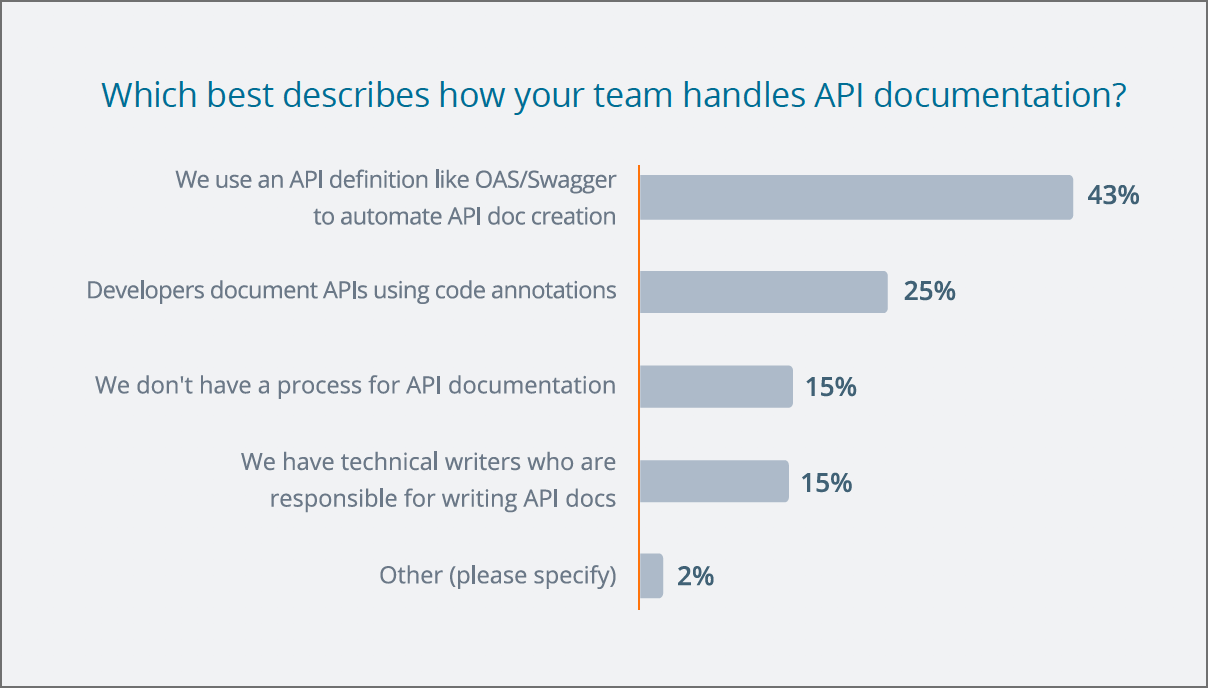 Which best describes how your team handles API documentation?
We use an API definition like OAS/Swagger
to automate API doc creation
43%
Developers document APIs using code annotations
25%
We don't have a process for API documentation
15%
We have technical writers who are
responsible for writing API docs
15%
Other (please specify)
2%